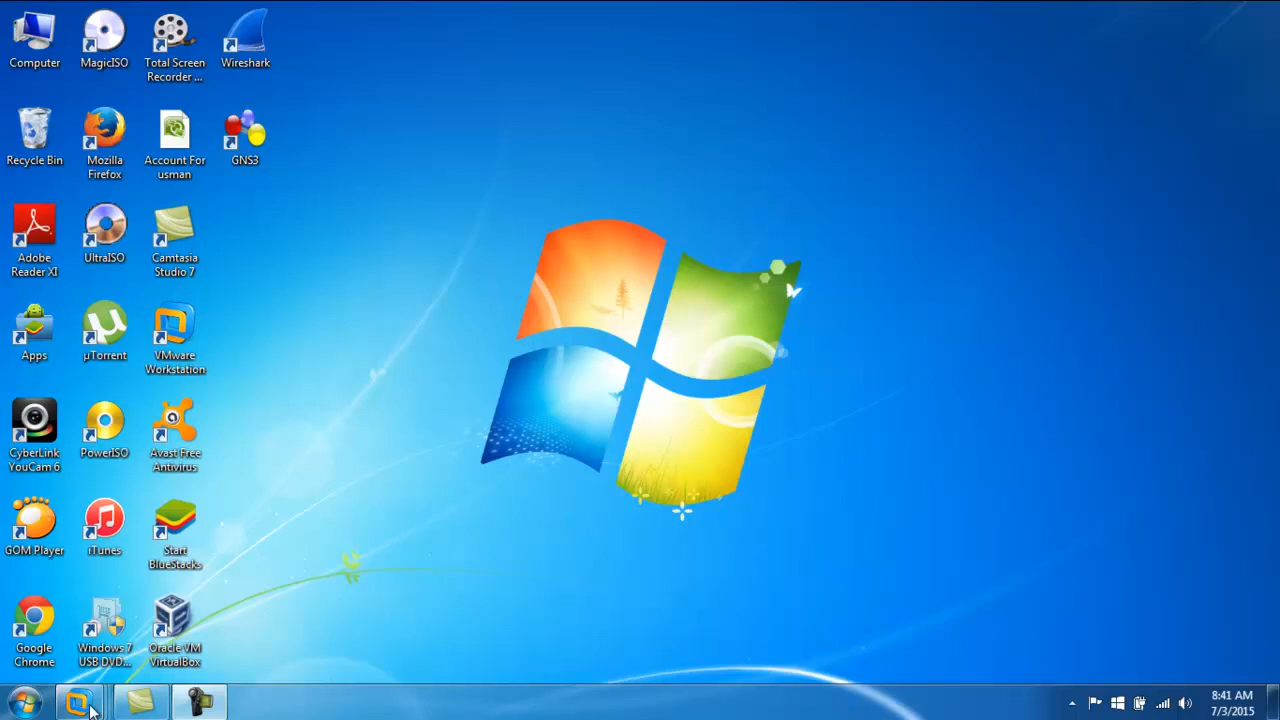 Computer
MagicISO
Total Screen
Recorder ...
Wireshark
Recycle Bin
Mozilla
Firefox
Account For
usman
GNS3
Adobe
Reader XI
UltraISO
Camtasia
Studio 7
Apps
µTorrent
VMware
Workstation
CyberLink
YouCam 6
PowerISO
Avast Free
Antivirus
GOM Player
iTunes
Start
BlueStacks
Google
Chrome
Windows 7
USB DVD...
Oracle VM
VirtualBox
8:41 AM
7/3/2015